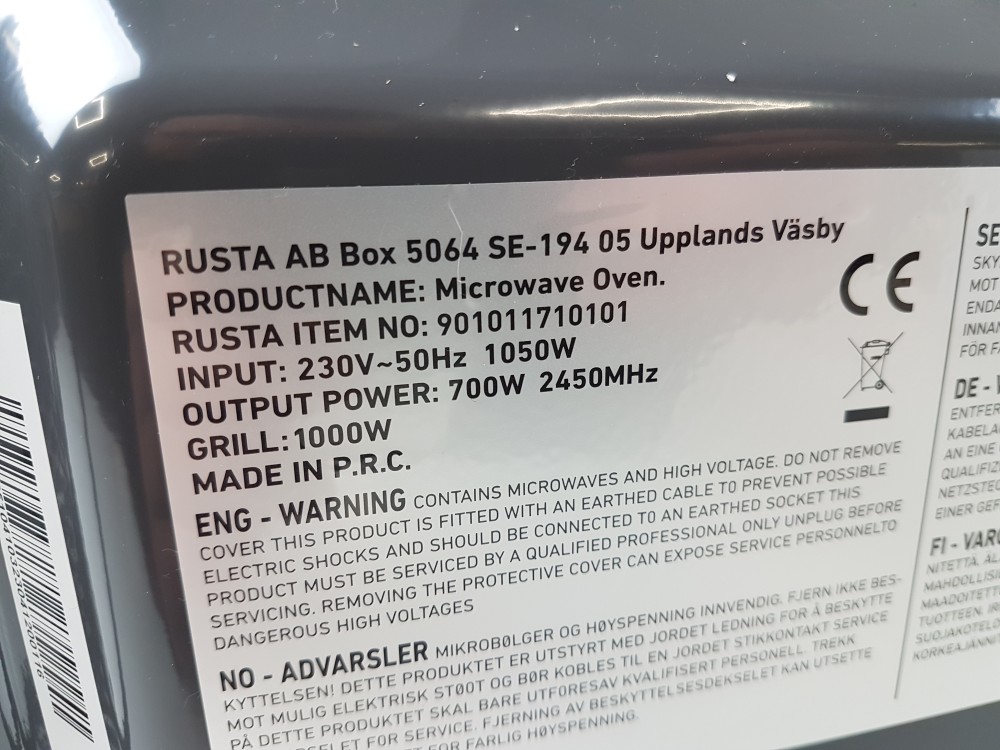 RUSTA AB Box 5064 SE-194 05 Upplands Väsby
PRODUCTNAME: Microwave Oven.
RUSTA ITEM NO: 901011710101
INPUT: 230V~50Hz 1050W
OUTPUT POWER: 700W 2450MHz
GRILL:1000W
MADE IN P.R.C.
CE
ENG - WARNING CONTAINS MICROWAVES AND HIGH VOLTAGE. DO NOT REMOVE
COVER THIS PRODUCT IS FITTED WITH AN EARTHED CABLE TO PREVENT POSSIBLE
ELECTRIC SHOCKS AND SHOULD BE CONNECTED TO AN EARTHED SOCKET THIS
PRODUCT MUST BE SERVICED BY A QUALIFIED PROFESSIONAL ONLY UNPLUG BEFORE
SERVICING. REMOVING THE PROTECTIVE COVER CAN EXPOSE SERVICE PERSONNELTO
DANGEROUS HIGH VOLTAGES
NO - ADVARSLER MIKROBØLGER OG HØYSPENNING INNVENDIG. FJERN IKKE BES-
KYTTELSEN! DETTE PRODUKTET ER UTSTYRT MED JORDET LEDNING FOR Å BESKYTTE
MOT MULIG ELEKTRISK STØØT OG BØR KOBLES TIL EN JORDET STIKKONTAKT SERVICE
PÅ DETTE PRODUKTET SKAL BARE UTFORESAV KVALIFISERT PERSONELL. TREKK
FOR SERVICE. FJERNING AV BESKYTTELSESDEKSELET KAN UTSETTE
FOR FARLIG HØYSPENNING.
SE
SKY
MOT
ENDA
INNAN
FÖR FA
DE - W
ENTFER
KABELA
AN EINE
QUALIFIZ
NETZSTEC
EINER GEF
FI - VARO
NITETTA. ÄL
MAHDOLLIS
MAADOITETT
TUOTTEEN. IR
SUOJAKOTELO
KORKEAJANNI